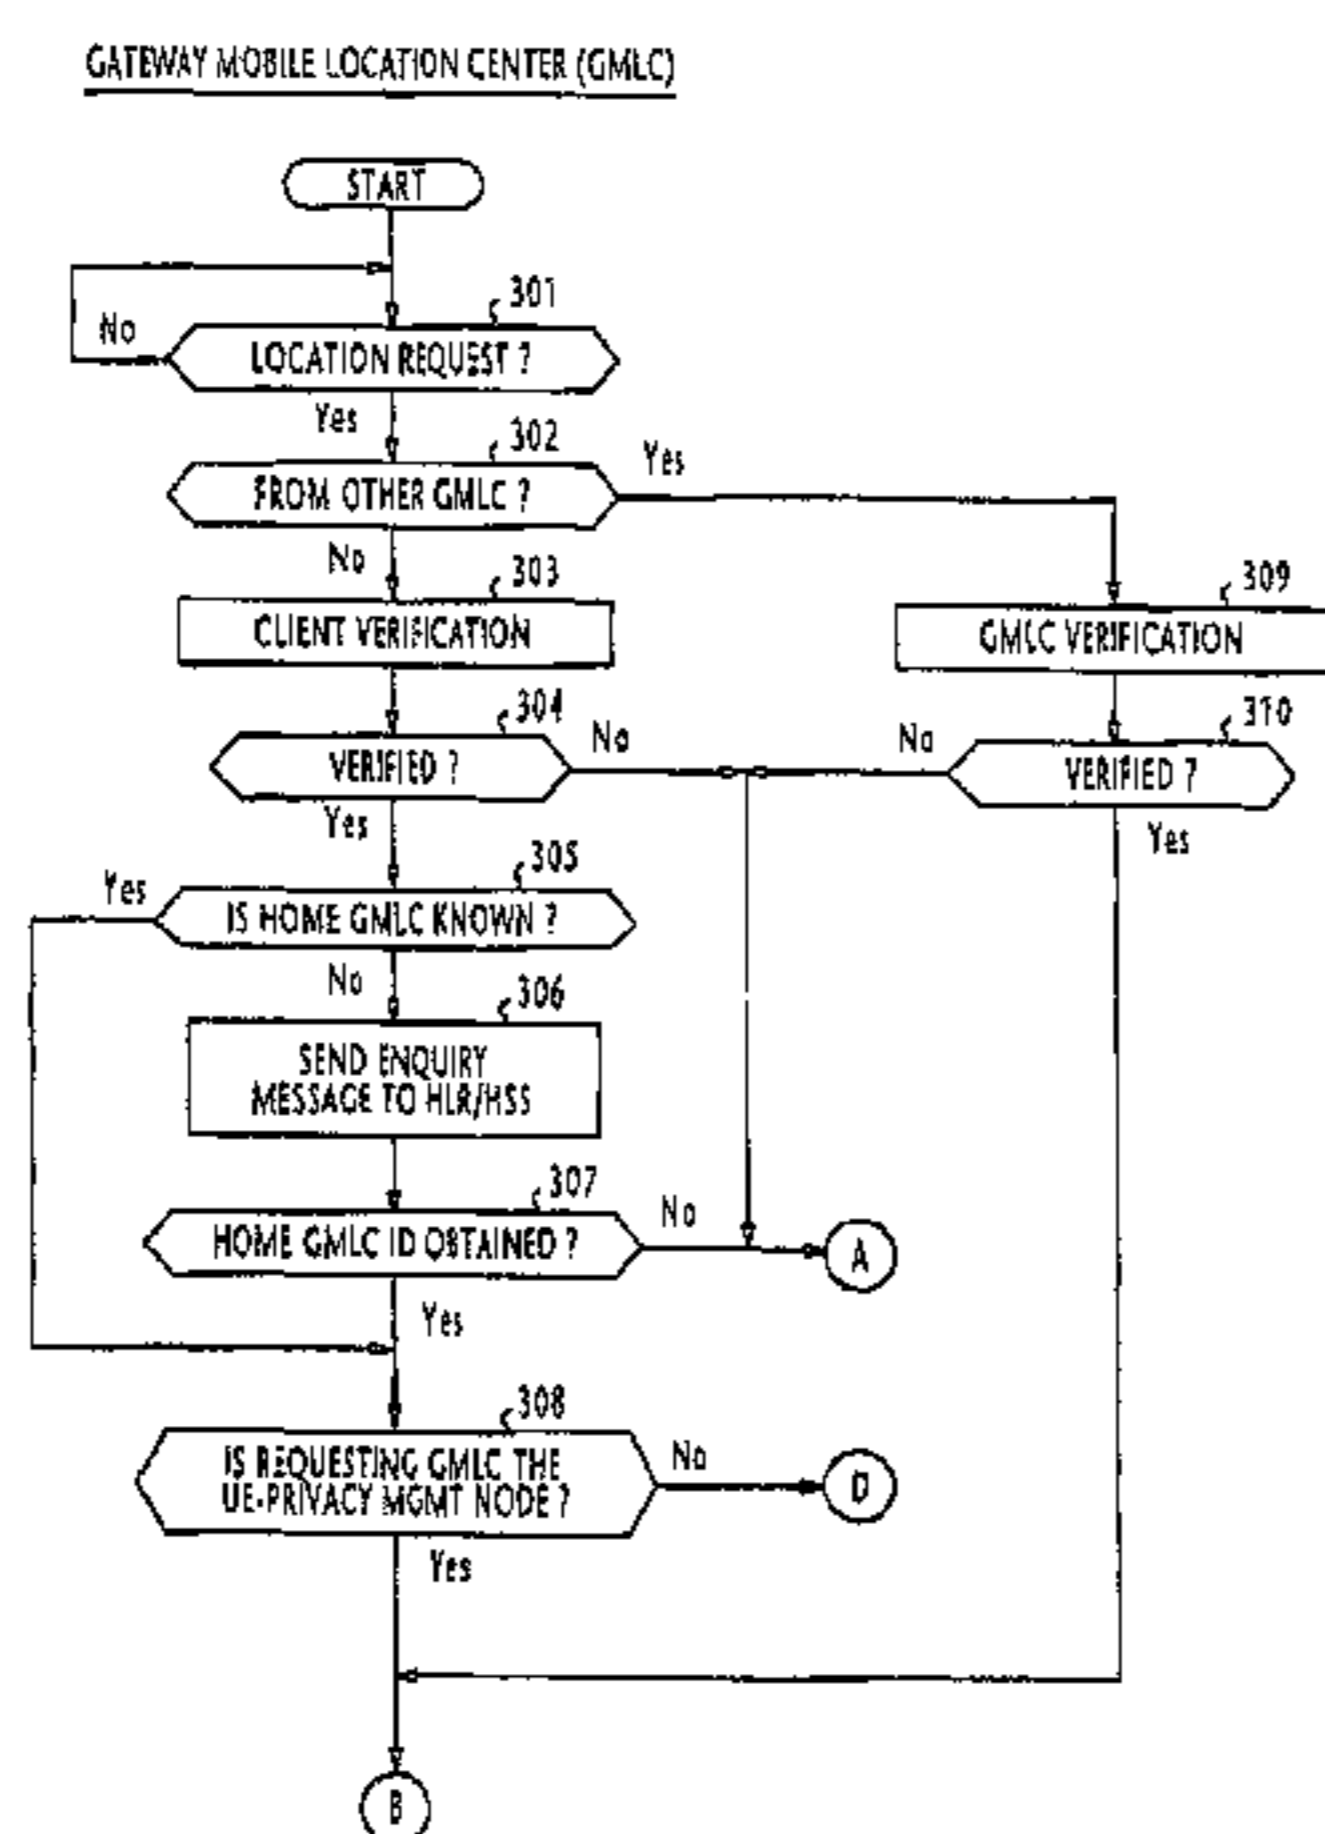 GATEWAY MOBILE LOCATION CENTER (GMLC)
START
301
No
LOCATION REQUEST ?
Yes
302
Yes
FROM OTHER GMLC ?
No
303
309
CLIENT VERIFICATION
GMLC VERIFICATION
304
310
No
No
VERIFIED ?
VERIFIED ?
Yes
Yes
305
Yes
IS HOME GMLC KNOWN ?
No
306
SEND ENQUIRY
MESSAGE TO HLR/HSS
307
No
HOME GMLC ID OBTAINED ?
A
Yes
308
IS REQUESTING GMLC THE
UE-PRIVACY MGMT NODE ?
No
D
Yes
B